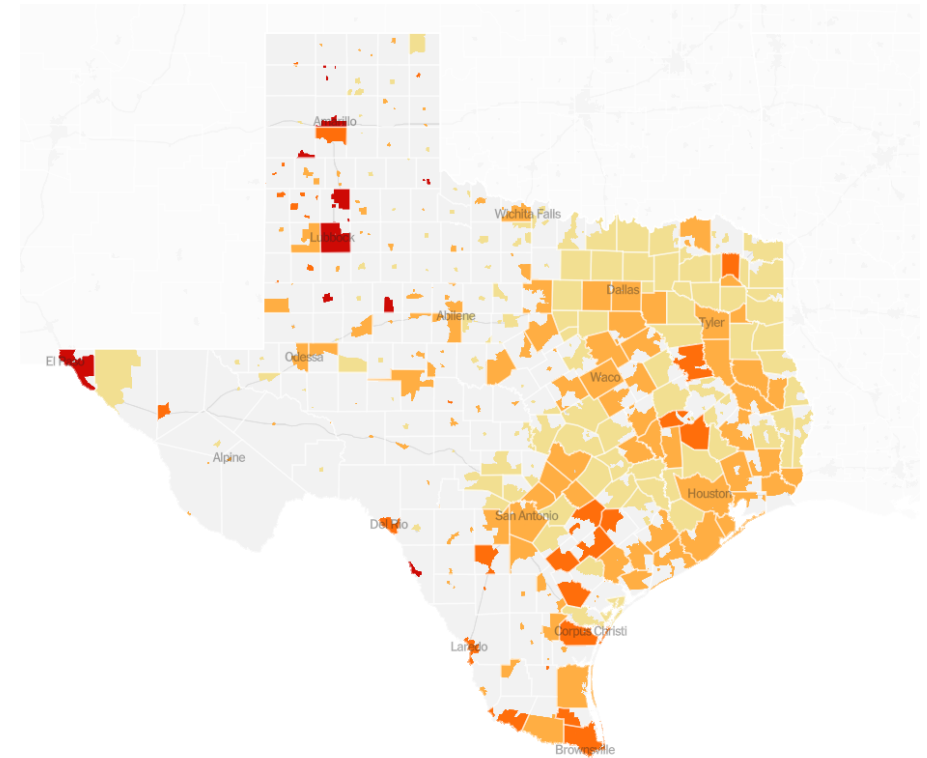 Amarillo
Wichita Falls
Lubbock
Dallas
Abilene
Tyler
El Paso
Odessa
Waco
Alpine
Houston
San Antonio
Del Rio
Corpus Christi
Laredo
Brownsville